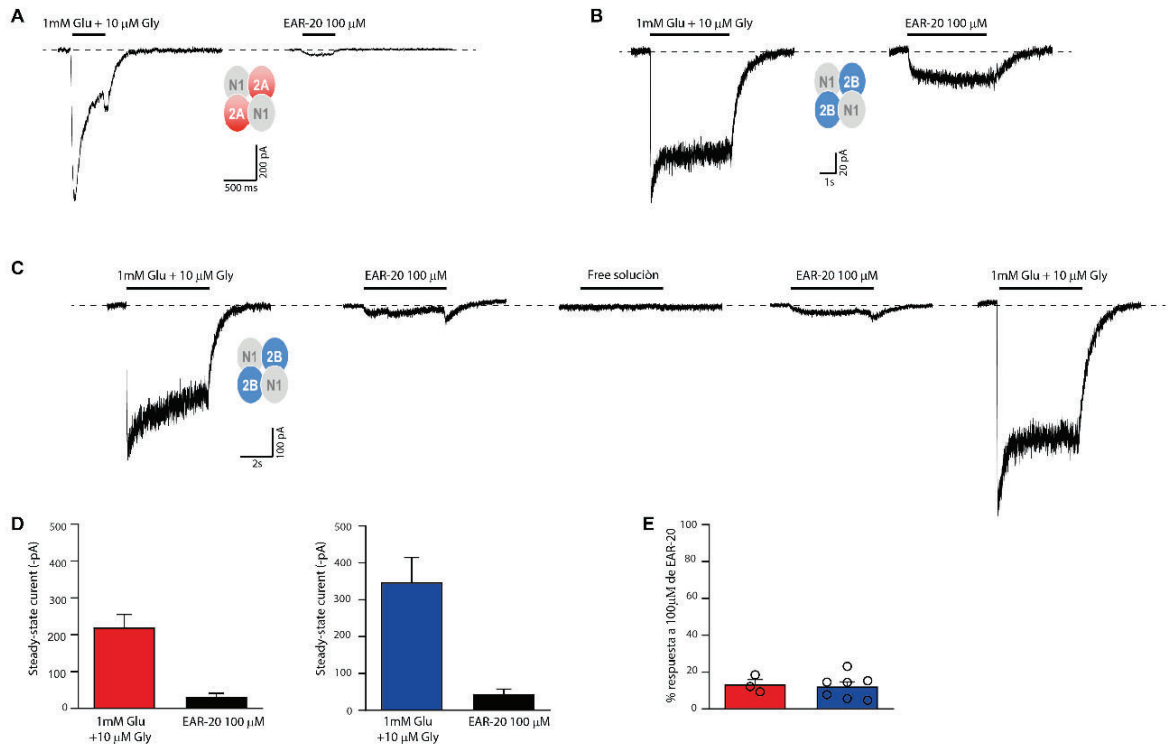 A
1mM Glu + 10 µM Gly
EAR-20 100 µM
N1
2A
2A
N1
200 pA
500 ms
B
1mM Glu + 10 µM Gly
EAR-20 100 µM
N1
2B
2B
N1
20 pA
1s
C
1mM Glu + 10 µM Gly
EAR-20 100 µM
Free soluciòn
EAR-20 100 µM
1mM Glu + 10 µM Gly
N1
2B
2B
N1
100 pA
2s
D
Steady-state curent (-pA)
500
400
300
200
100
0
1mM Glu
+10 µM Gly
EAR-20 100 µM
Steady-state curent (-pA)
500
400
300
200
100
0
1mM Glu
+10 µM Gly
EAR-20 100 µM
E
% respuesta a 100µM de EAR-20
100
80
60
40
20
0